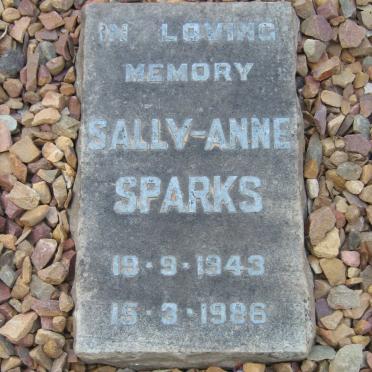 IN LOVING
MEMORY
SALLY-ANNE
SPARKS
19·9·1943
15·3·1986